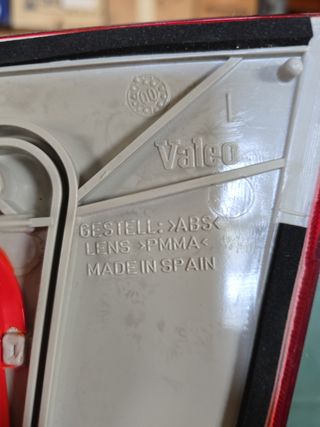 Valeo
GESTELL: >ABS<
LENS >PMMA<
MADE IN SPAIN